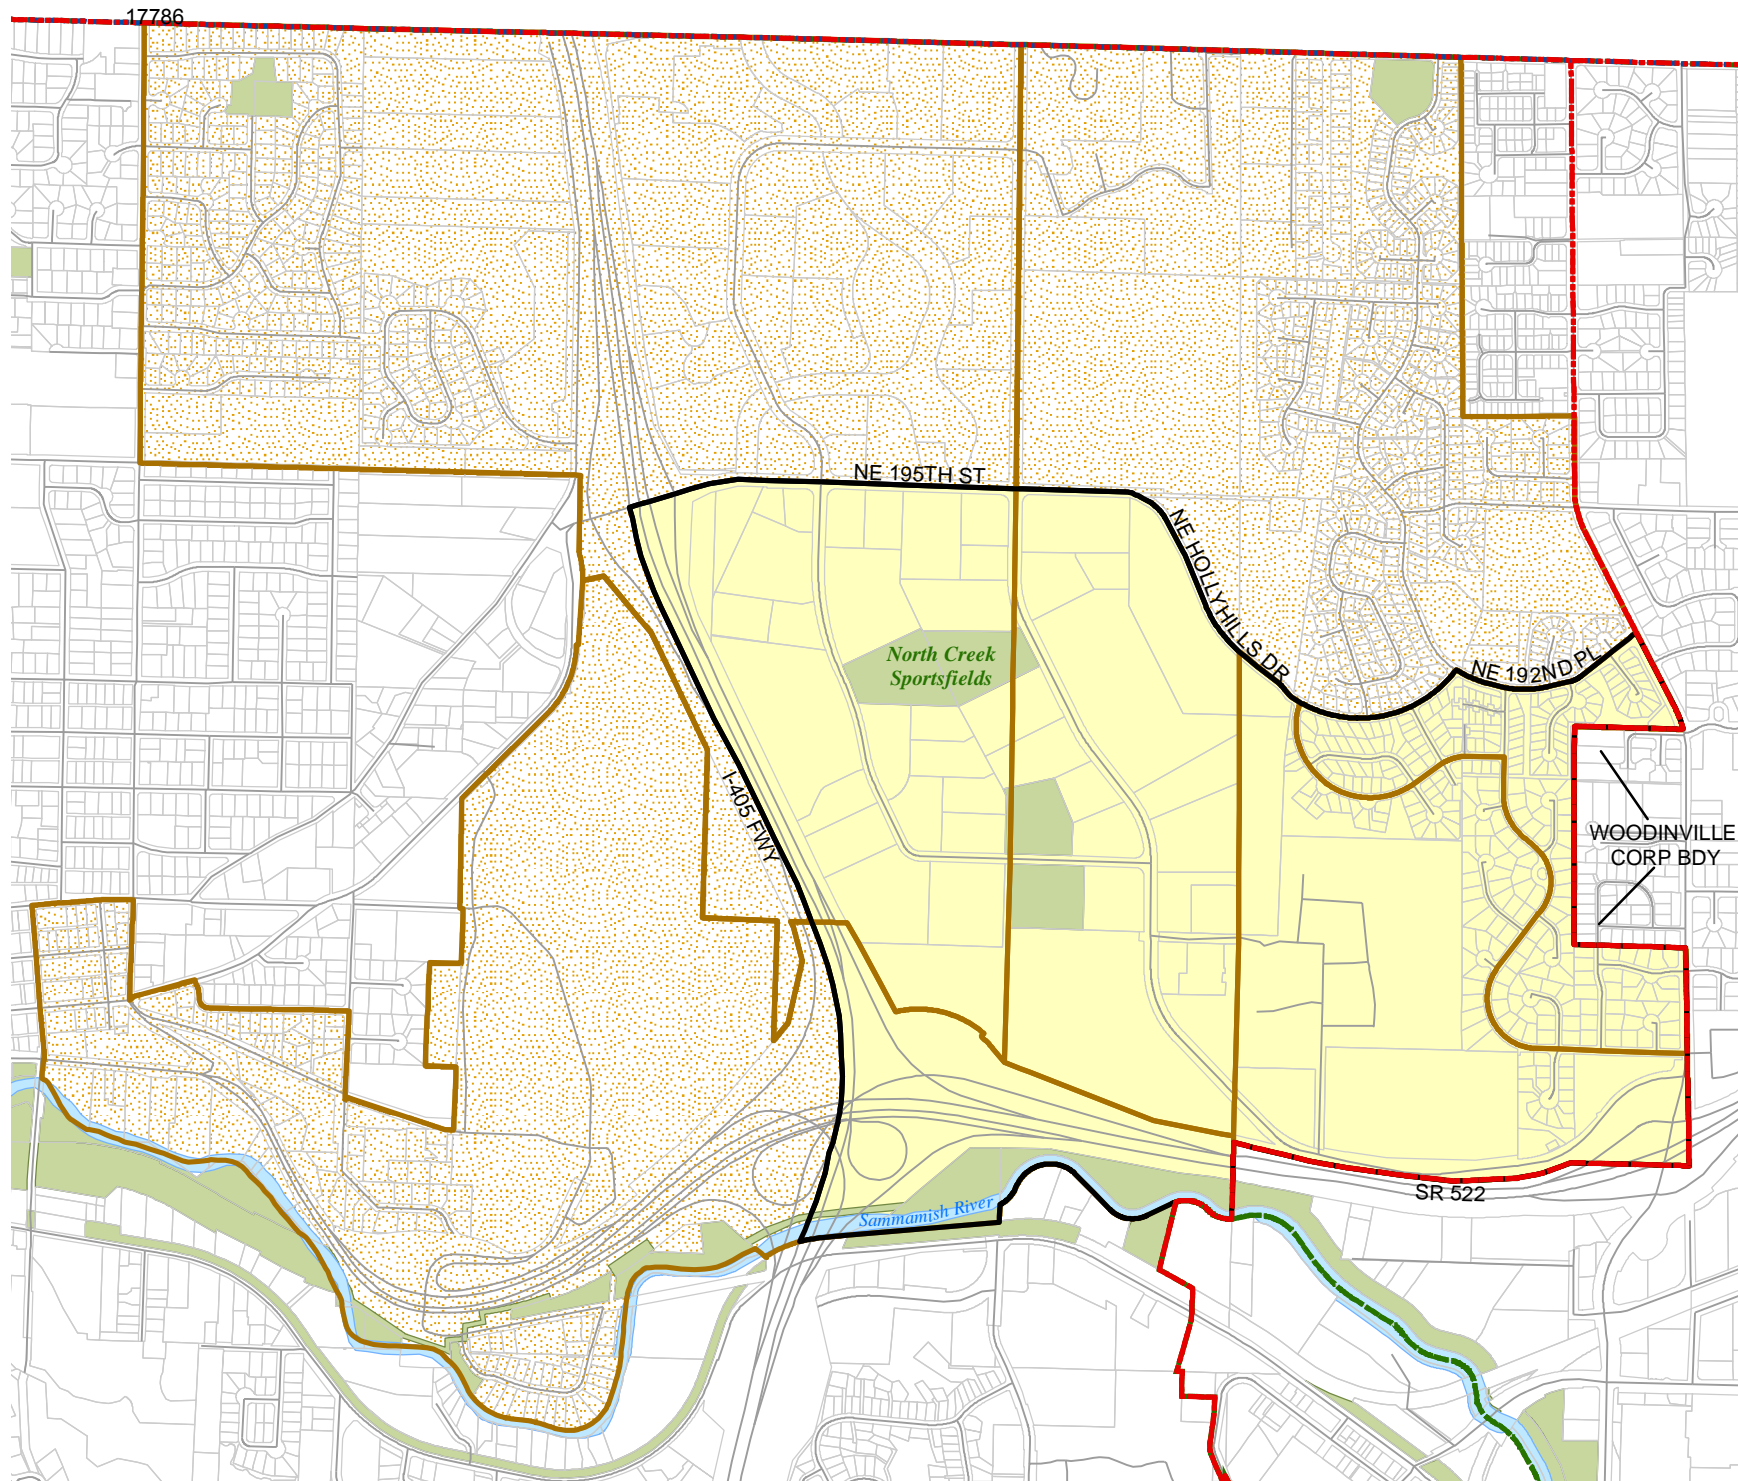 17786
NE 195TH ST
NE HOLLYHILLS DR
North Creek
Sportsfields
NE 192ND PL
I-405 FWY
WOODINVILLE
CORP BDY
SR 522
Sammamish River